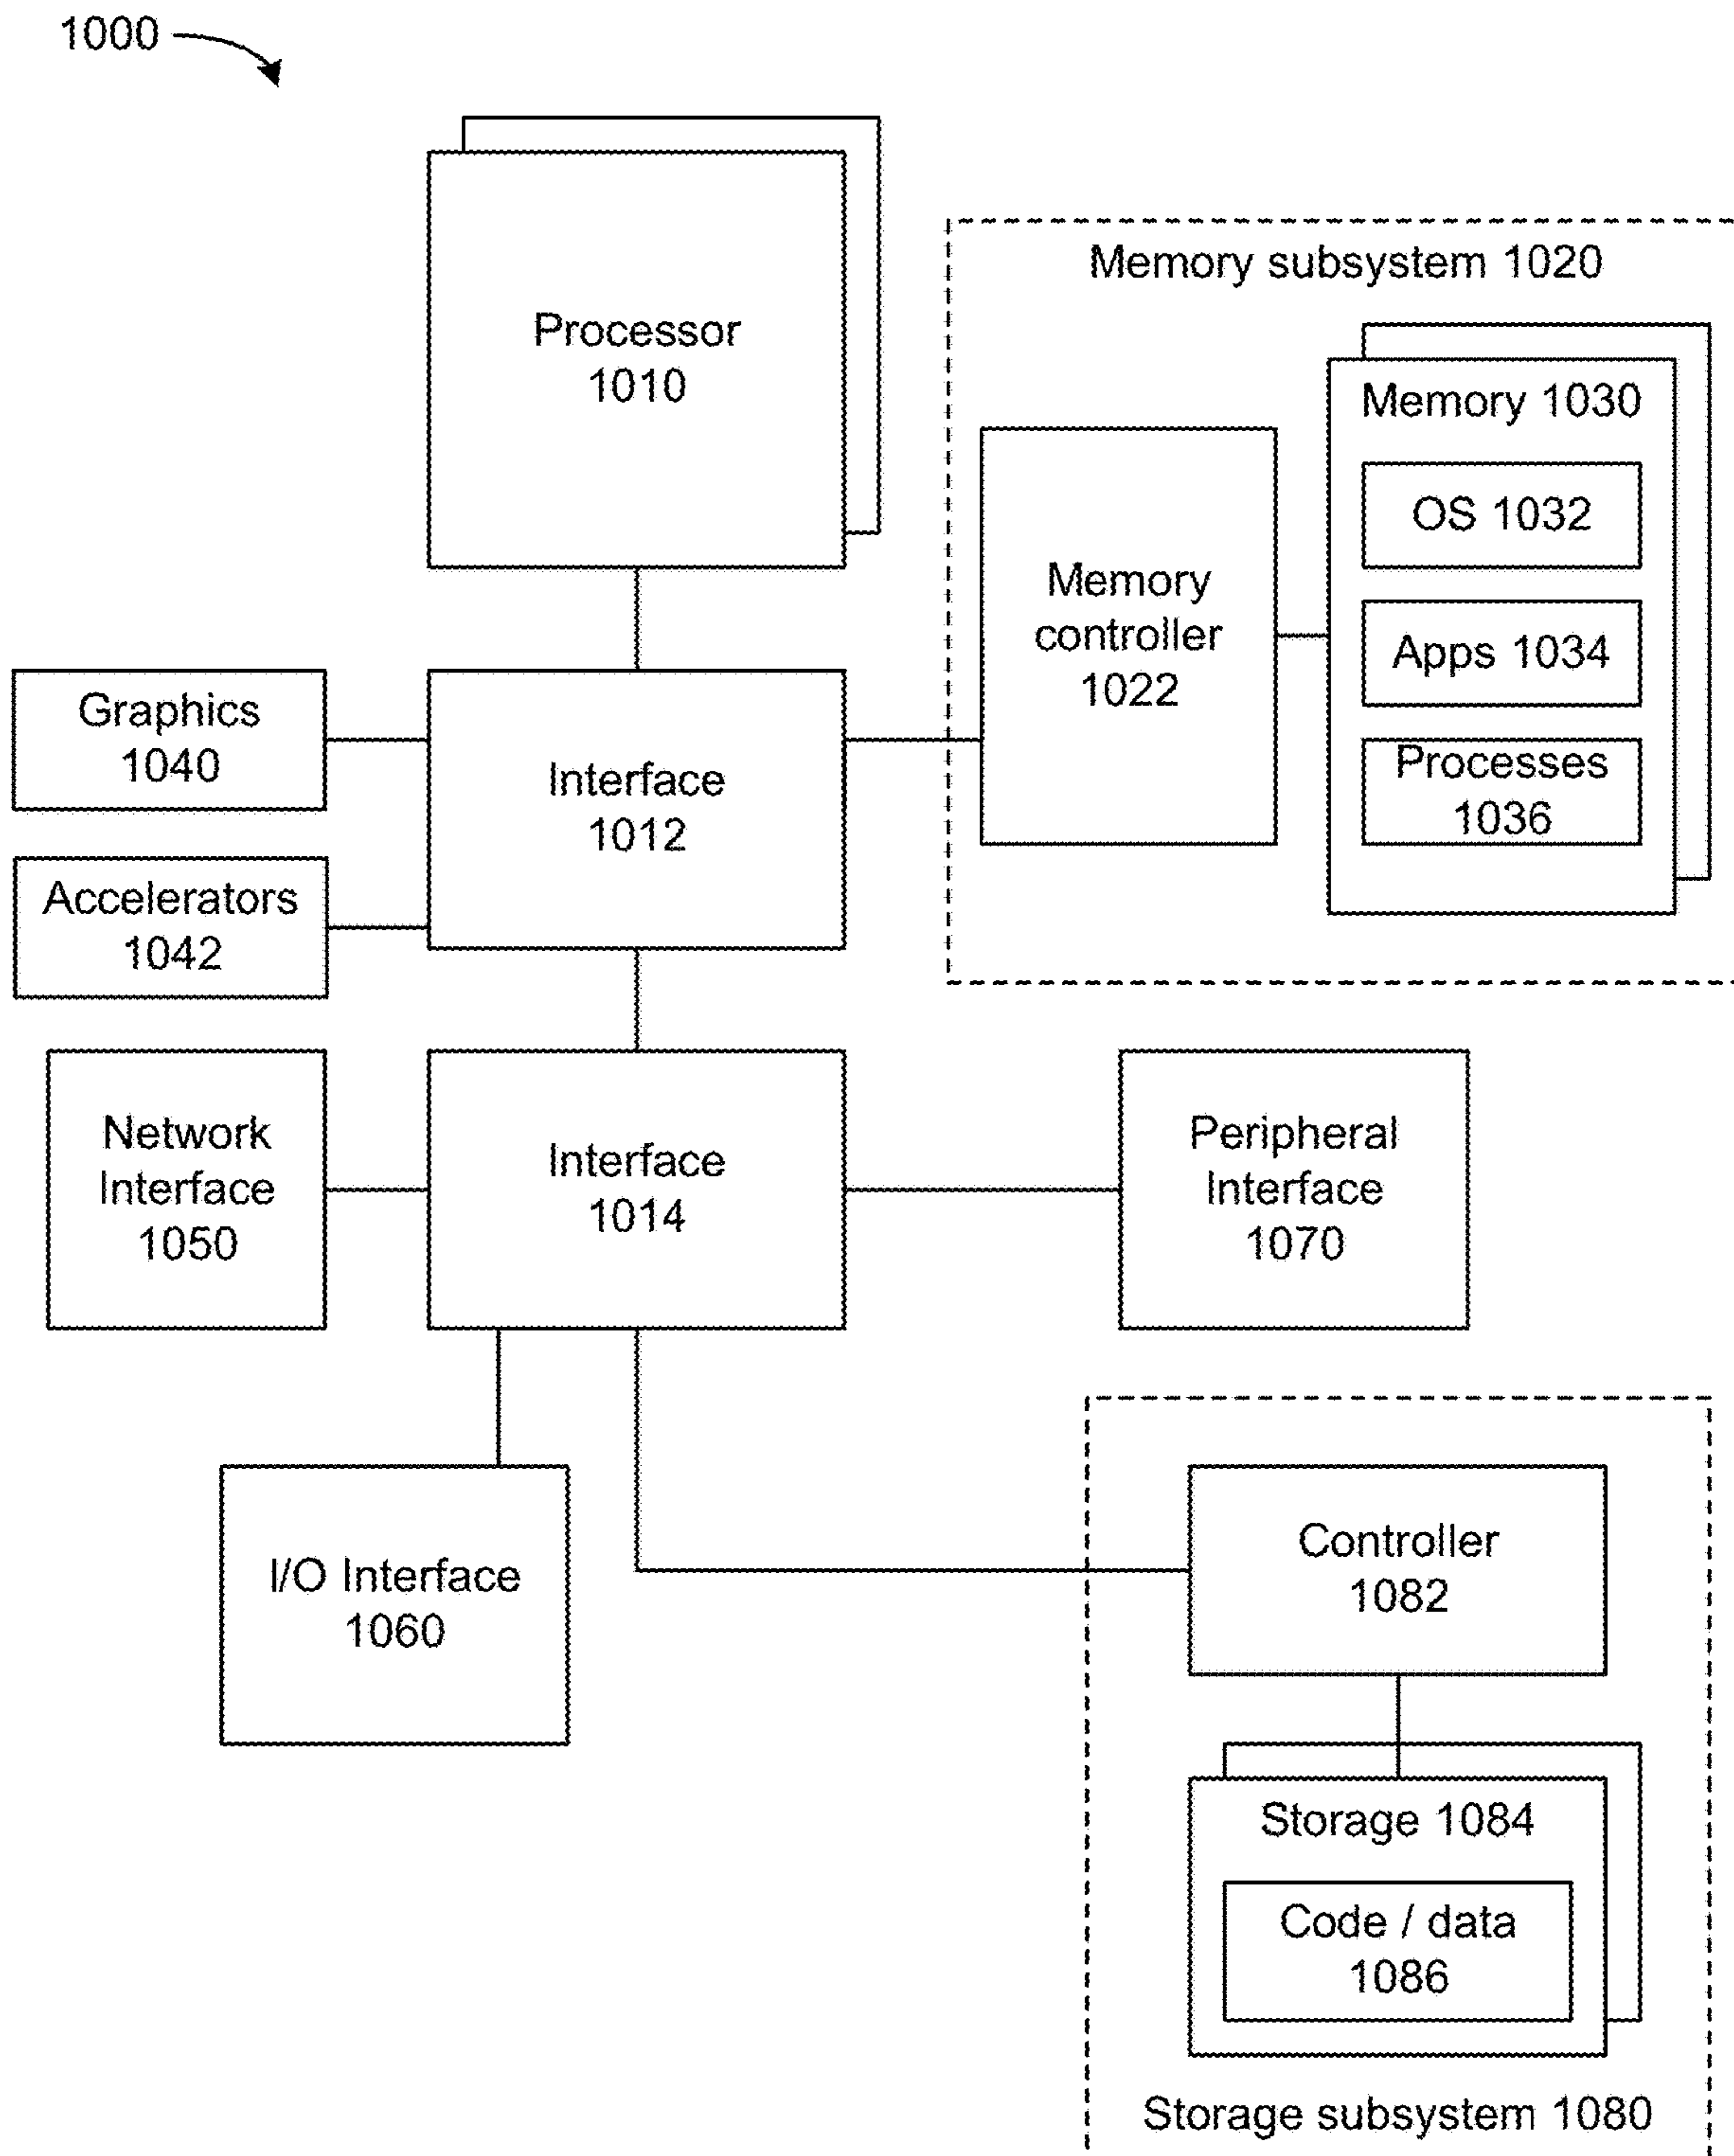 1000
Processor
1010
Memory subsystem 1020
Memory 1030
OS 1032
Apps 1034
Processes
1036
Memory
controller
1022
Graphics
1040
Interface
1012
Accelerators
1042
Network
Interface
1050
Interface
1014
Peripheral
Interface
1070
I/O Interface
1060
Controller
1082
Storage 1084
Code / data
1086
Storage subsystem 1080